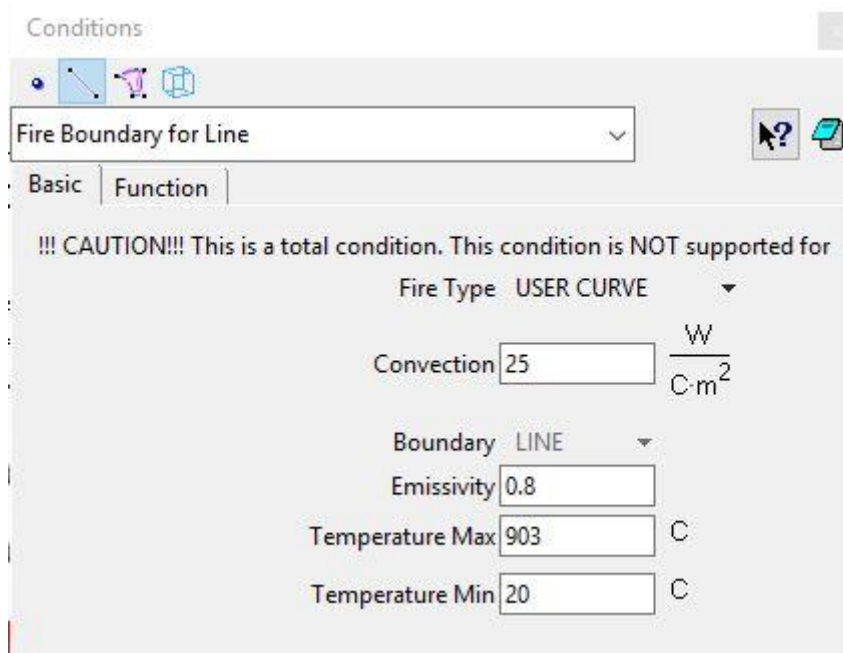 Conditions
Fire Boundary for Line
Basic Function
!!! CAUTION!!! This is a total condition. This condition is NOT supported for
Fire Type USER CURVE
Convection 25 W/C·m²
Boundary LINE
Emissivity 0.8
Temperature Max 903 C
Temperature Min 20 C